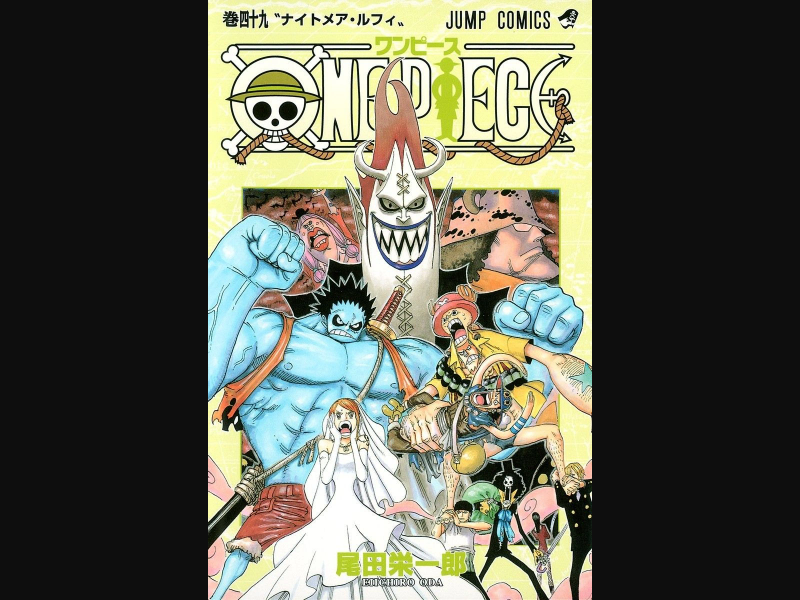 巻四十九〝ナイトメア・ルフィ〟
JUMP COMICS
ワンピース
ONE PIECE
尾田栄一郎
EIICHIRO ODA